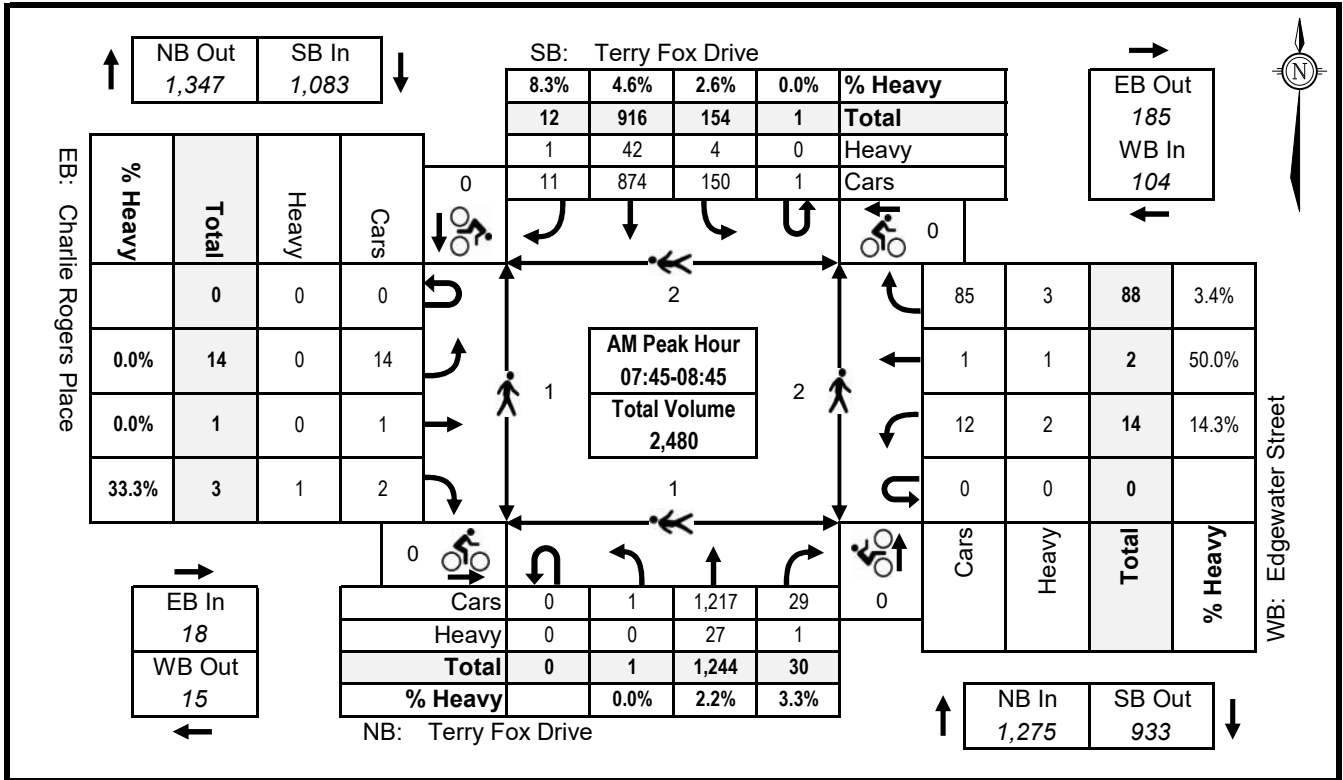 NB Out SB In
1,347 1,083
SB: Terry Fox Drive
8.3% 4.6% 2.6% 0.0% % Heavy
12 916 154 1 Total
1 42 4 0 Heavy
11 874 150 1 Cars
EB Out
185
WB In
104
N
EB: Charlie Rogers Place
% Heavy Total Heavy Cars
0 0 0
0.0% 14 0 14
0.0% 1 0 1
33.3% 3 1 2
0
0
2
1
AM Peak Hour
07:45-08:45
Total Volume
2,480
2
1
85 3 88 3.4%
1 1 2 50.0%
12 2 14 14.3%
0 0 0
Cars Heavy Total % Heavy
WB: Edgewater Street
0
0
EB In
18
WB Out
15
Cars 0 1 1,217 29
Heavy 0 0 27 1
Total 0 1 1,244 30
% Heavy 0.0% 2.2% 3.3%
NB: Terry Fox Drive
NB In SB Out
1,275 933